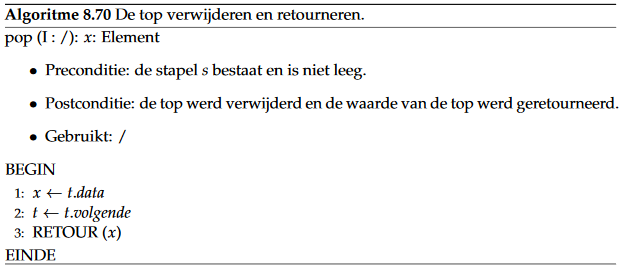 Algoritme 8.70 De top verwijderen en retourneren.
pop (I : /): x: Element
• Preconditie: de stapel s bestaat en is niet leeg.
• Postconditie: de top werd verwijderd en de waarde van de top werd geretourneerd.
• Gebruikt: /
BEGIN
1: x ← t.data
2: t ← t.volgende
3: RETOUR (x)
EINDE